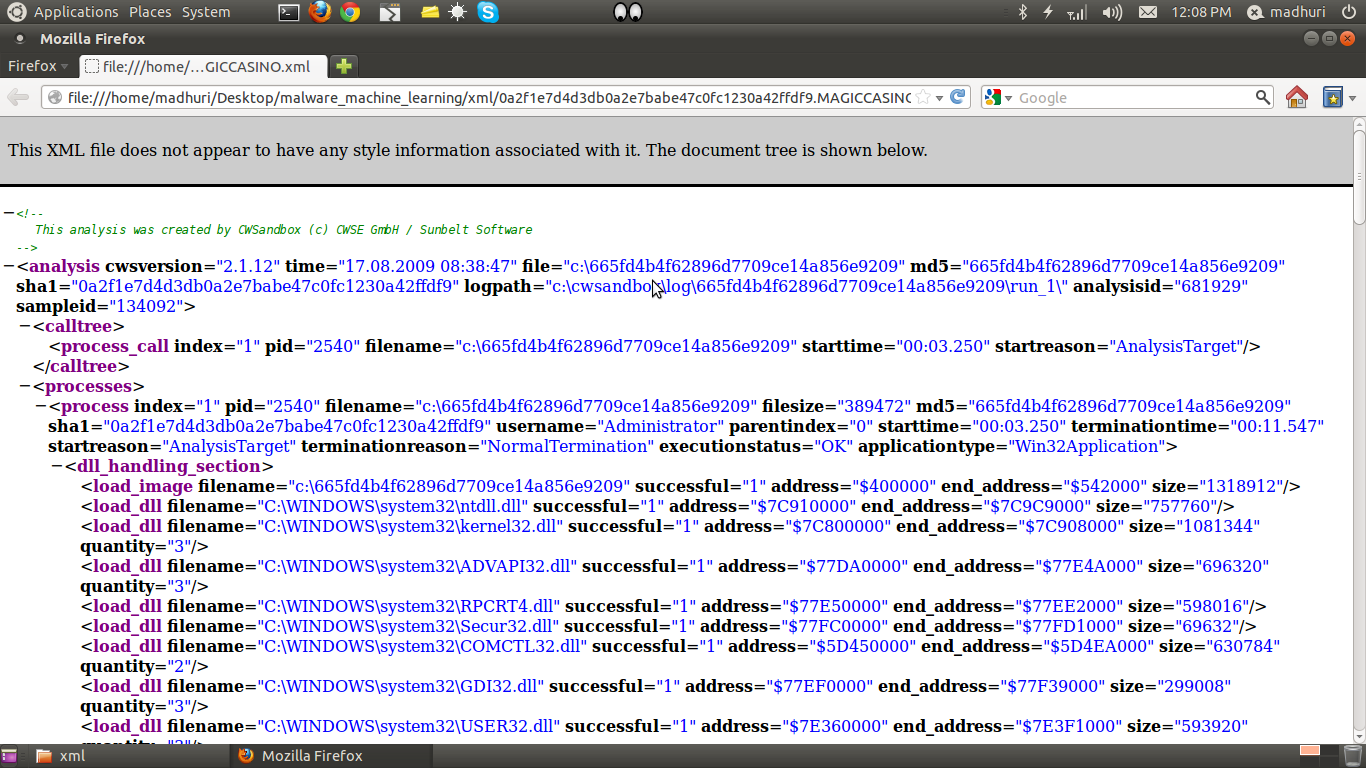 Applications Places System 12:08 PM madhuri
Mozilla Firefox
Firefox file:///home/...GICCASINO.xml
file:///home/madhuri/Desktop/malware_machine_learning/xml/0a2f1e7d4d3db0a2e7babe47c0fc1230a42ffdf9.MAGICCASINO Google
This XML file does not appear to have any style information associated with it. The document tree is shown below.
−<!--
This analysis was created by CWSandbox (c) CWSE GmbH / Sunbelt Software
-->
−<analysis cwsversion="2.1.12" time="17.08.2009 08:38:47" file="c:\665fd4b4f62896d7709ce14a856e9209" md5="665fd4b4f62896d7709ce14a856e9209"
sha1="0a2f1e7d4d3db0a2e7babe47c0fc1230a42ffdf9" logpath="c:\cwsandbox\log\665fd4b4f62896d7709ce14a856e9209\run_1\" analysisid="681929"
sampleid="134092">
−<calltree>
<process_call index="1" pid="2540" filename="c:\665fd4b4f62896d7709ce14a856e9209" starttime="00:03.250" startreason="AnalysisTarget"/>
</calltree>
−<processes>
−<process index="1" pid="2540" filename="c:\665fd4b4f62896d7709ce14a856e9209" filesize="389472" md5="665fd4b4f62896d7709ce14a856e9209"
sha1="0a2f1e7d4d3db0a2e7babe47c0fc1230a42ffdf9" username="Administrator" parentindex="0" starttime="00:03.250" terminationtime="00:11.547"
startreason="AnalysisTarget" terminationreason="NormalTermination" executionstatus="OK" applicationtype="Win32Application">
−<dll_handling_section>
<load_image filename="c:\665fd4b4f62896d7709ce14a856e9209" successful="1" address="$400000" end_address="$542000" size="1318912"/>
<load_dll filename="C:\WINDOWS\system32\ntdll.dll" successful="1" address="$7C910000" end_address="$7C9C9000" size="757760"/>
<load_dll filename="C:\WINDOWS\system32\kernel32.dll" successful="1" address="$7C800000" end_address="$7C908000" size="1081344"
quantity="3"/>
<load_dll filename="C:\WINDOWS\system32\ADVAPI32.dll" successful="1" address="$77DA0000" end_address="$77E4A000" size="696320"
quantity="3"/>
<load_dll filename="C:\WINDOWS\system32\RPCRT4.dll" successful="1" address="$77E50000" end_address="$77EE2000" size="598016"/>
<load_dll filename="C:\WINDOWS\system32\Secur32.dll" successful="1" address="$77FC0000" end_address="$77FD1000" size="69632"/>
<load_dll filename="C:\WINDOWS\system32\COMCTL32.dll" successful="1" address="$5D450000" end_address="$5D4EA000" size="630784"
quantity="2"/>
<load_dll filename="C:\WINDOWS\system32\GDI32.dll" successful="1" address="$77EF0000" end_address="$77F39000" size="299008"
quantity="3"/>
<load_dll filename="C:\WINDOWS\system32\USER32.dll" successful="1" address="$7E360000" end_address="$7E3F1000" size="593920"
xml Mozilla Firefox